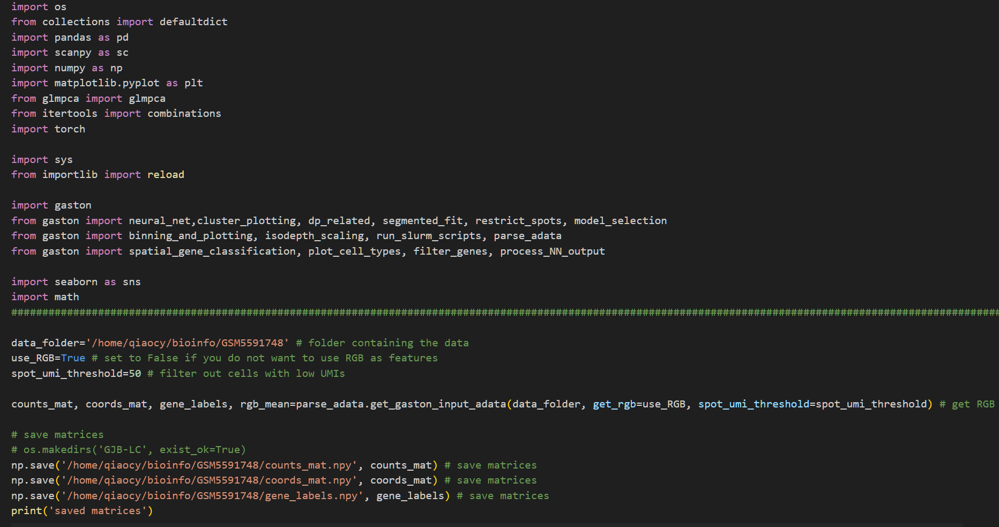 import os
from collections import defaultdict
import pandas as pd
import scanpy as sc
import numpy as np
import matplotlib.pyplot as plt
from glmpca import glmpca
from itertools import combinations
import torch
import sys
from importlib import reload
import gaston
from gaston import neural_net,cluster_plotting, dp_related, segmented_fit, restrict_spots, model_selection
from gaston import binning_and_plotting, isodepth_scaling, run_slurm_scripts, parse_adata
from gaston import spatial_gene_classification, plot_cell_types, filter_genes, process_NN_output
import seaborn as sns
import math
################################################################################################################################################################
data_folder='/home/qiaocy/bioinfo/GSM5591748' # folder containing the data
use_RGB=True # set to False if you do not want to use RGB as features
spot_umi_threshold=50 # filter out cells with low UMIs
counts_mat, coords_mat, gene_labels, rgb_mean=parse_adata.get_gaston_input_adata(data_folder, get_rgb=use_RGB, spot_umi_threshold=spot_umi_threshold) # get RGB
# save matrices
# os.makedirs('GJB-LC', exist_ok=True)
np.save('/home/qiaocy/bioinfo/GSM5591748/counts_mat.npy', counts_mat) # save matrices
np.save('/home/qiaocy/bioinfo/GSM5591748/coords_mat.npy', coords_mat) # save matrices
np.save('/home/qiaocy/bioinfo/GSM5591748/gene_labels.npy', gene_labels) # save matrices
print('saved matrices')